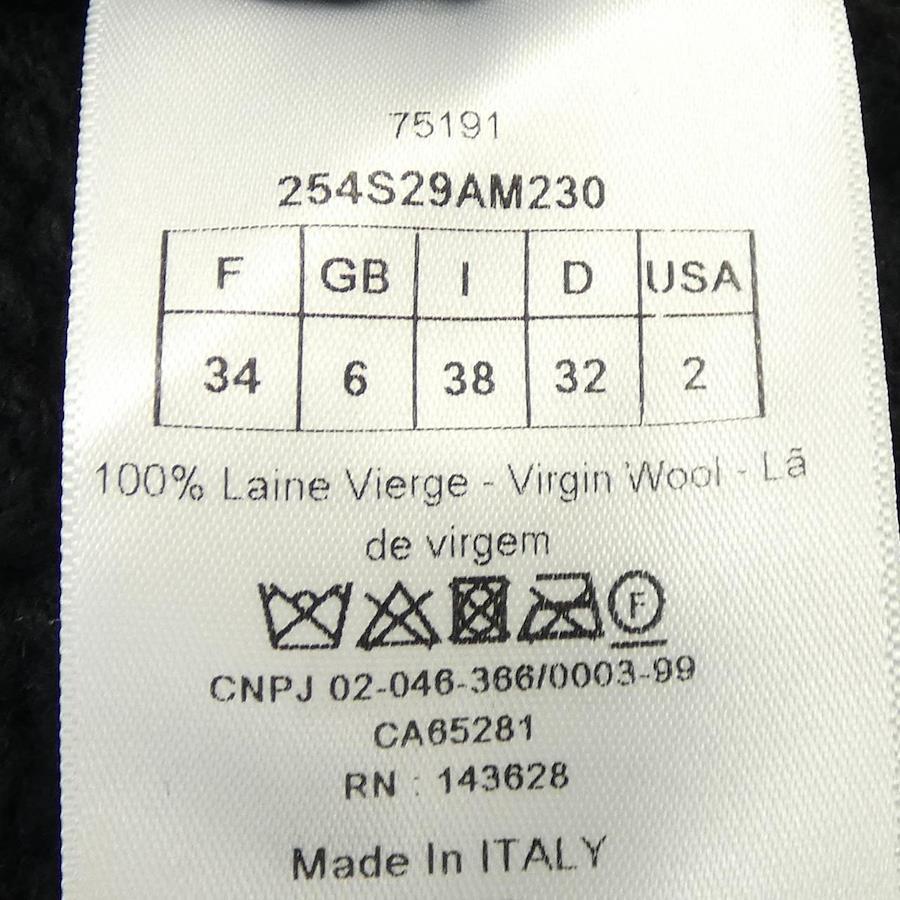 75191
254S29AM230
F GB I D USA
34 6 38 32 2
100% Laine Vierge - Virgin Wool - Lã
de virgem
F
CNPJ 02-046-366/0003-99
CA65281
RN : 143628
Made In ITALY